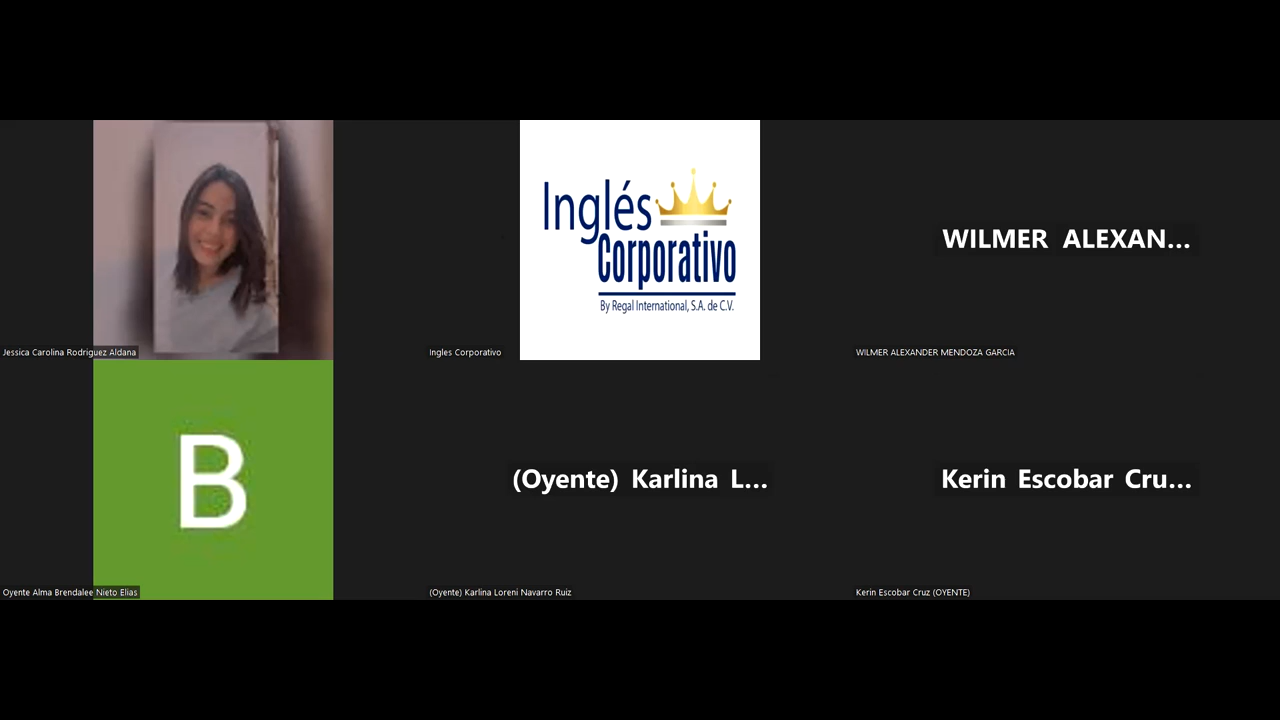 Jessica Carolina Rodriguez Aldana
Inglés
Corporativo
By Regal International, S.A. de C.V.
Ingles Corporativo
WILMER ALEXAN...
WILMER ALEXANDER MENDOZA GARCIA
B
Oyente Alma Brendalee Nieto Elias
(Oyente) Karlina L...
(Oyente) Karlina Loreni Navarro Ruiz
Kerin Escobar Cru...
Kerin Escobar Cruz (OYENTE)